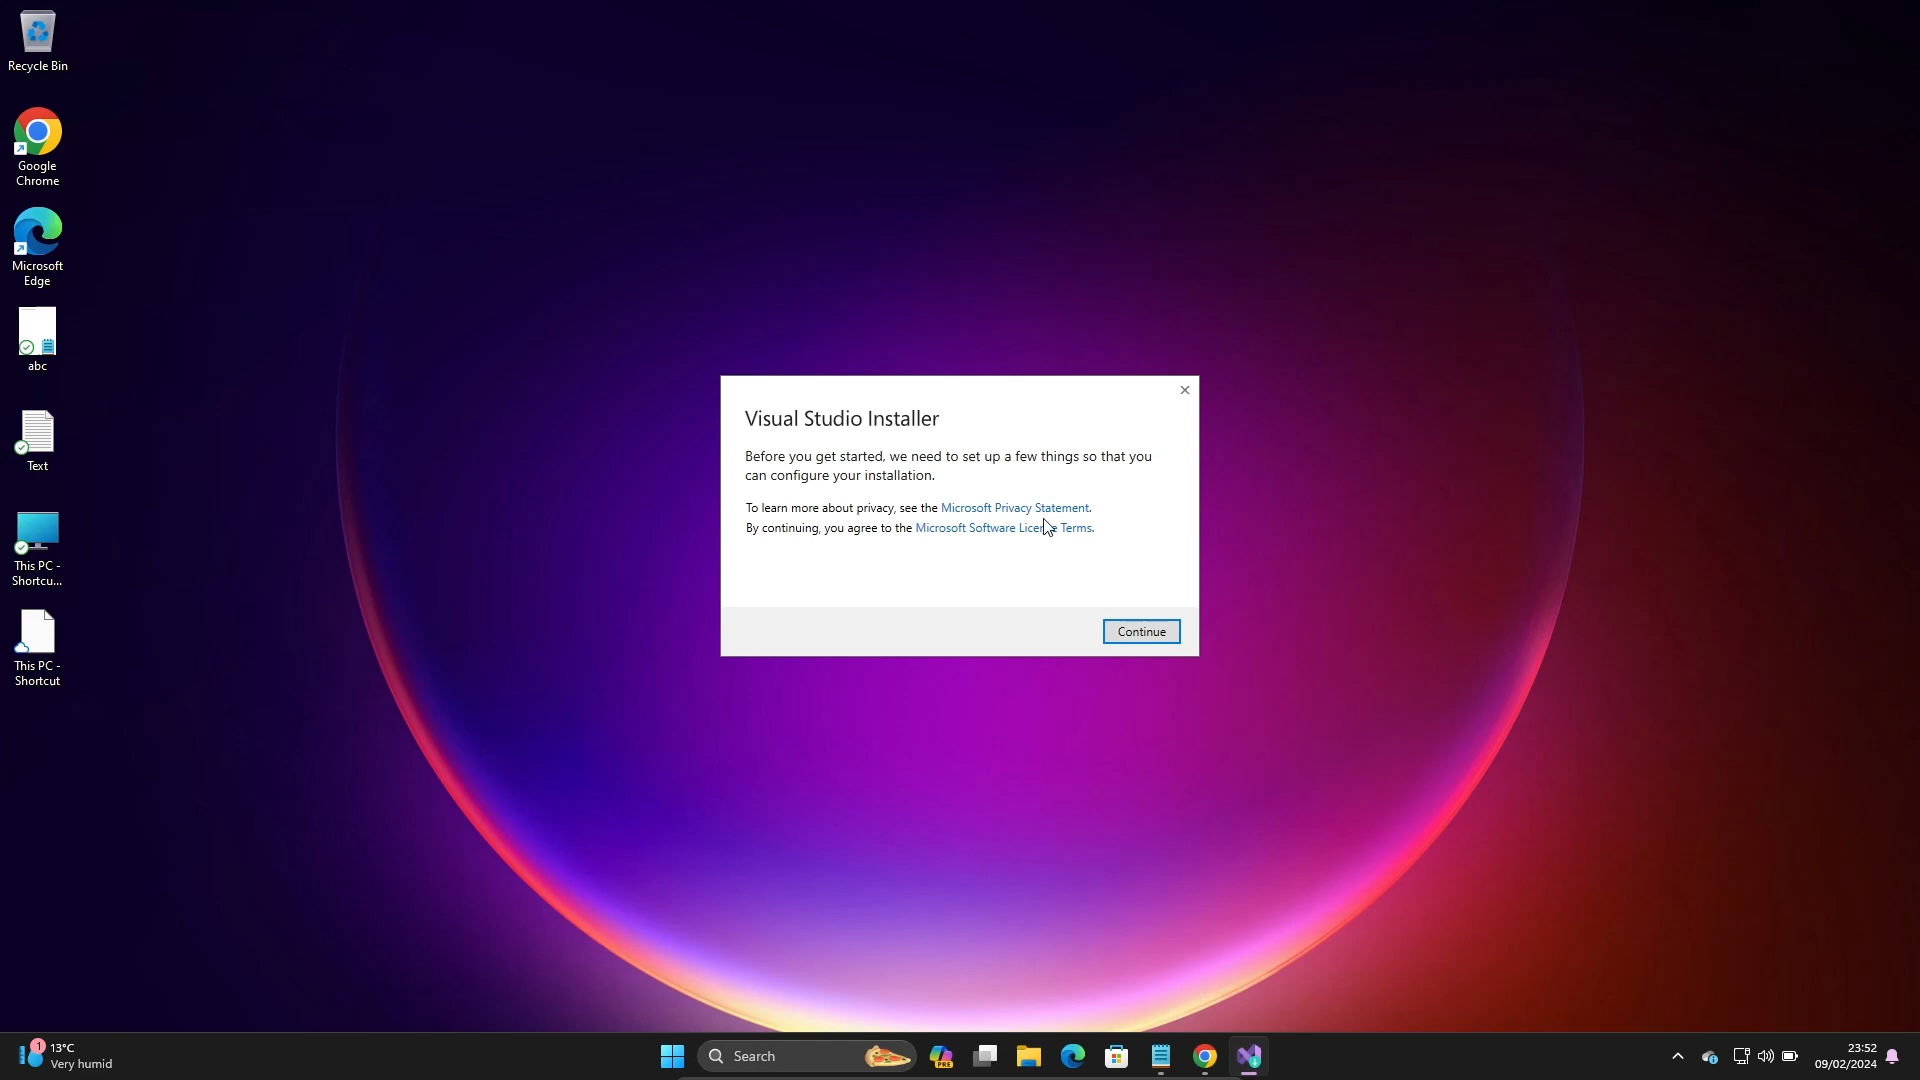 Recycle Bin
Google
Chrome
Microsoft
Edge
abc
Text
This PC -
Shortcu...
This PC -
Shortcut
Visual Studio Installer
Before you get started, we need to set up a few things so that you
can configure your installation.
To learn more about privacy, see the Microsoft Privacy Statement.
By continuing, you agree to the Microsoft Software License Terms.
Continue
1
13°C
Very humid
Search
PRE
23:52
09/02/2024